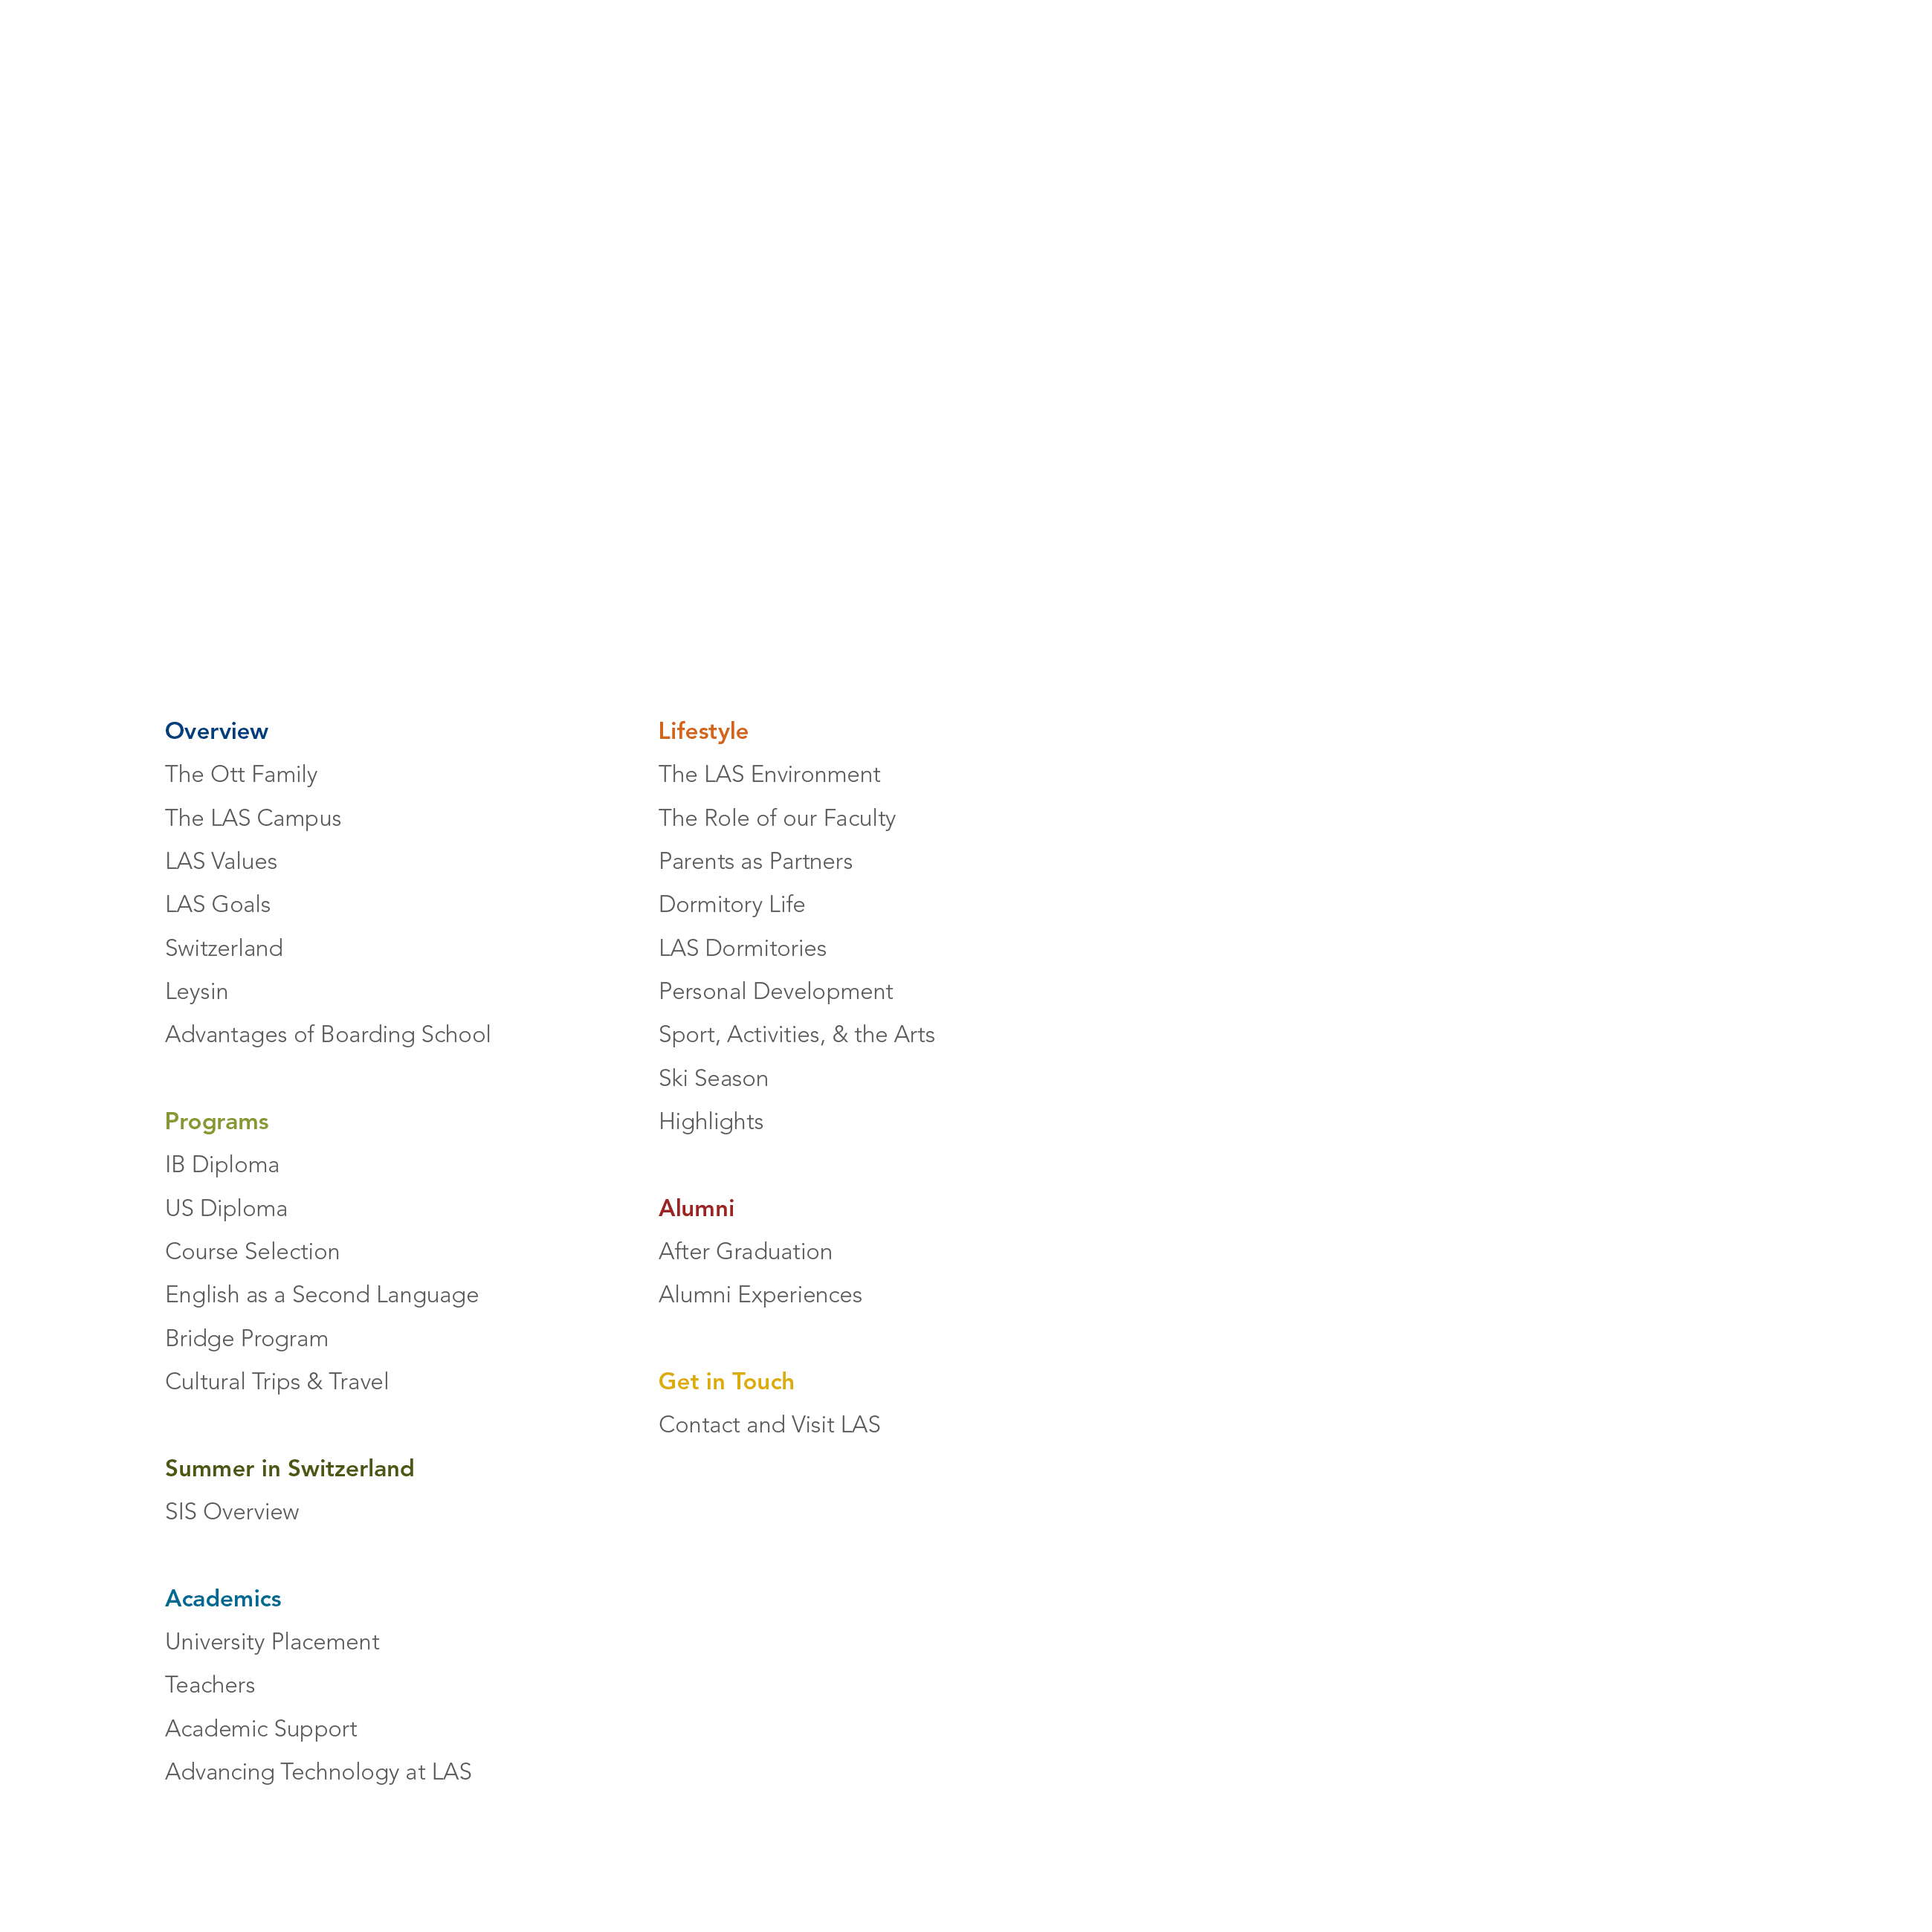 Overview
The Ott Family
The LAS Campus
LAS Values
LAS Goals
Switzerland
Leysin
Advantages of Boarding School
Programs
IB Diploma
US Diploma
Course Selection
English as a Second Language
Bridge Program
Cultural Trips & Travel
Summer in Switzerland
SIS Overview
Academics
University Placement
Teachers
Academic Support
Advancing Technology at LAS
Lifestyle
The LAS Environment
The Role of our Faculty
Parents as Partners
Dormitory Life
LAS Dormitories
Personal Development
Sport, Activities, & the Arts
Ski Season
Highlights
Alumni
After Graduation
Alumni Experiences
Get in Touch
Contact and Visit LAS